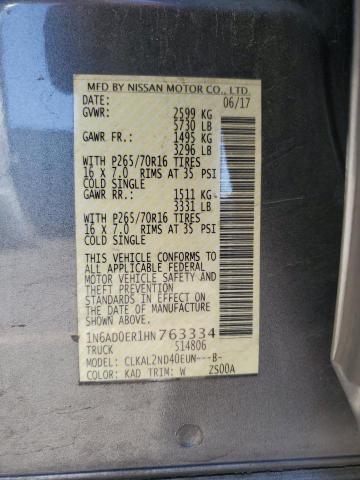 MFD BY NISSAN MOTOR CO., LTD.
DATE: 06/17
GVWR: 2599 KG
5730 LB
GAWR FR.: 1495 KG
3296 LB
WITH P265/70R16 TIRES
16 X 7.0 RIMS AT 35 PSI
COLD SINGLE
GAWR RR.: 1511 KG
3331 LB
WITH P265/70R16 TIRES
16 X 7.0 RIMS AT 35 PSI
COLD SINGLE
THIS VEHICLE CONFORMS TO
ALL APPLICABLE FEDERAL
MOTOR VEHICLE SAFETY
AND THEFT PREVENTION
STANDARDS IN EFFECT ON
THE DATE OF MANUFACTURE
SHOWN ABOVE.
1N6AD0ER1HN763334
TRUCK 514806
MODEL: CLKAL2ND40EUN---B-
COLOR: KAD TRIM: W ZS00A